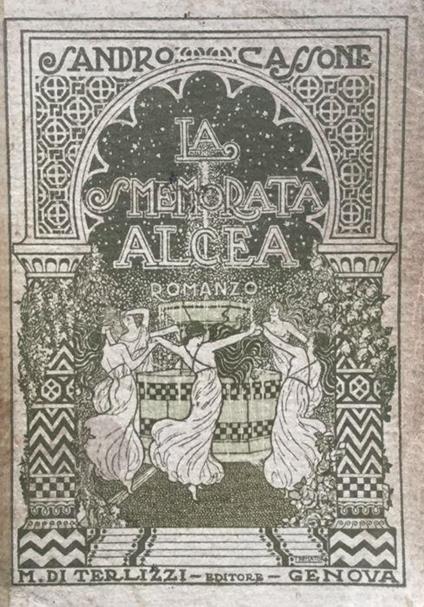 SANDRO CASSONE
LA
SMEMORATA
ALCEA
ROMANZO
M. DI TERLIZZI - EDITORE - GENOVA